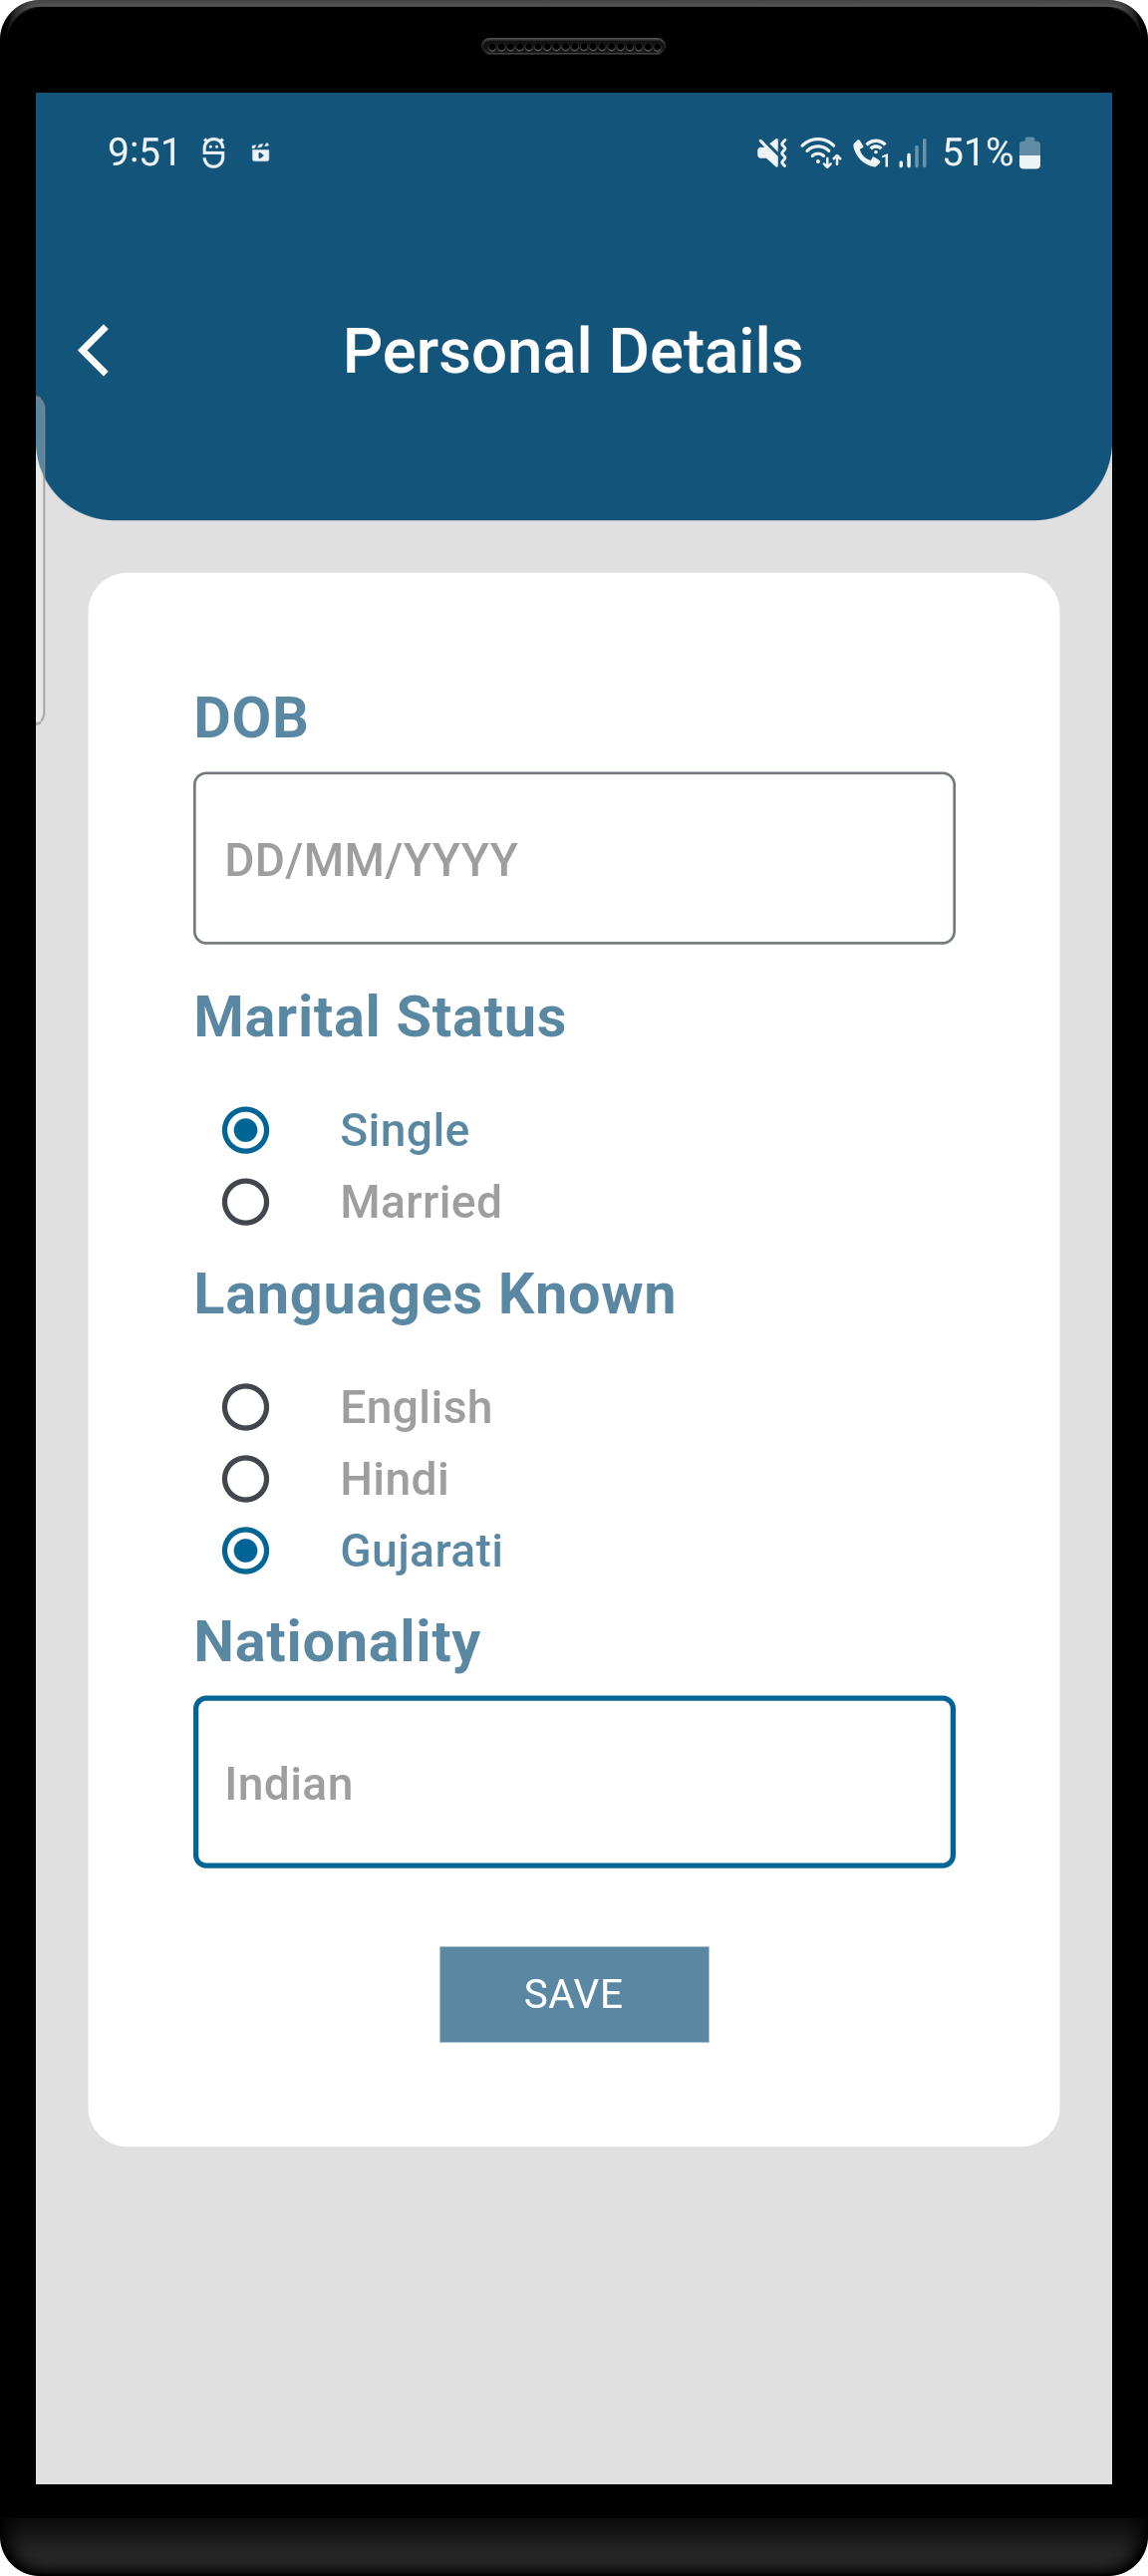 9:51 51%
Personal Details
DOB
DD/MM/YYYY
Marital Status
Single
Married
Languages Known
English
Hindi
Gujarati
Nationality
Indian
SAVE